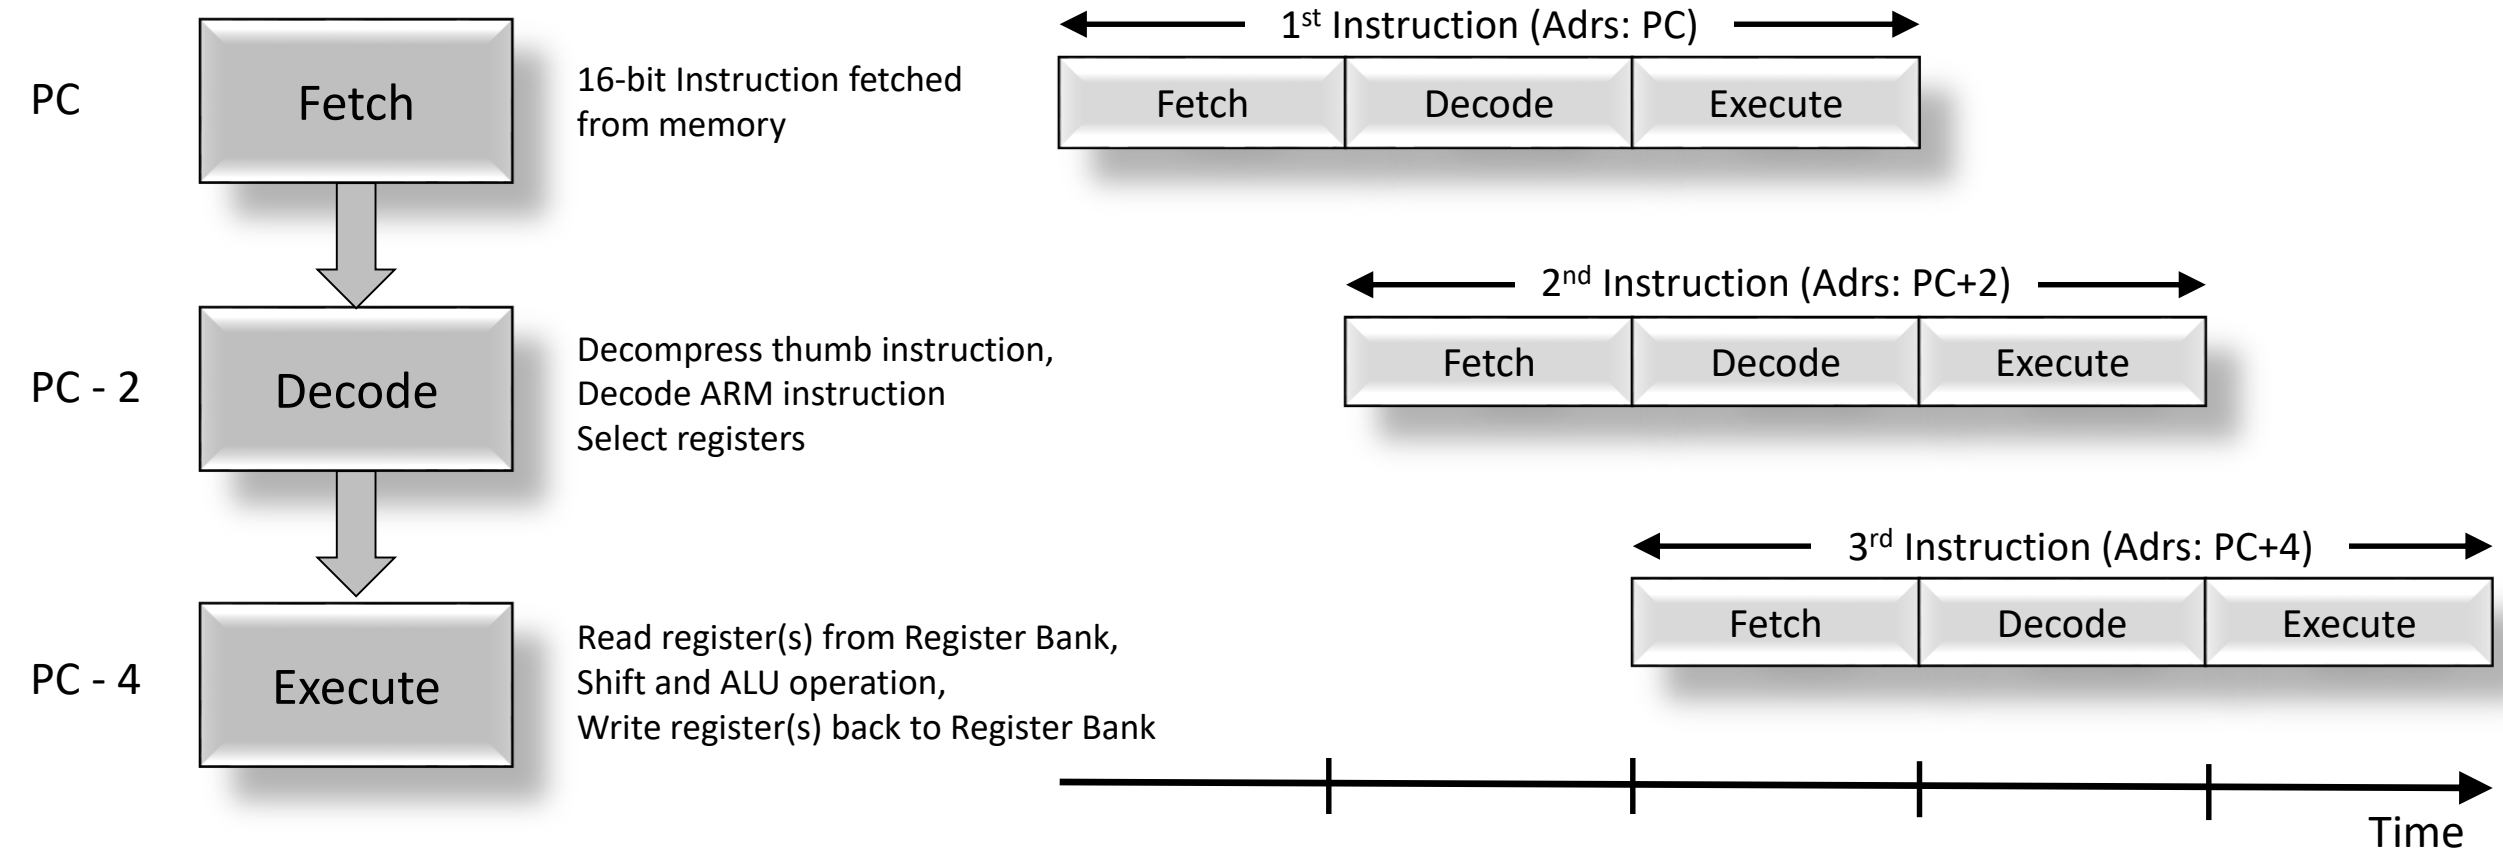 PC
Fetch
16-bit Instruction fetched
from memory
PC - 2
Decode
Decompress thumb instruction,
Decode ARM instruction
Select registers
PC - 4
Execute
Read register(s) from Register Bank,
Shift and ALU operation,
Write register(s) back to Register Bank
1st Instruction (Adrs: PC)
Fetch Decode Execute
2nd Instruction (Adrs: PC+2)
Fetch Decode Execute
3rd Instruction (Adrs: PC+4)
Fetch Decode Execute
Time